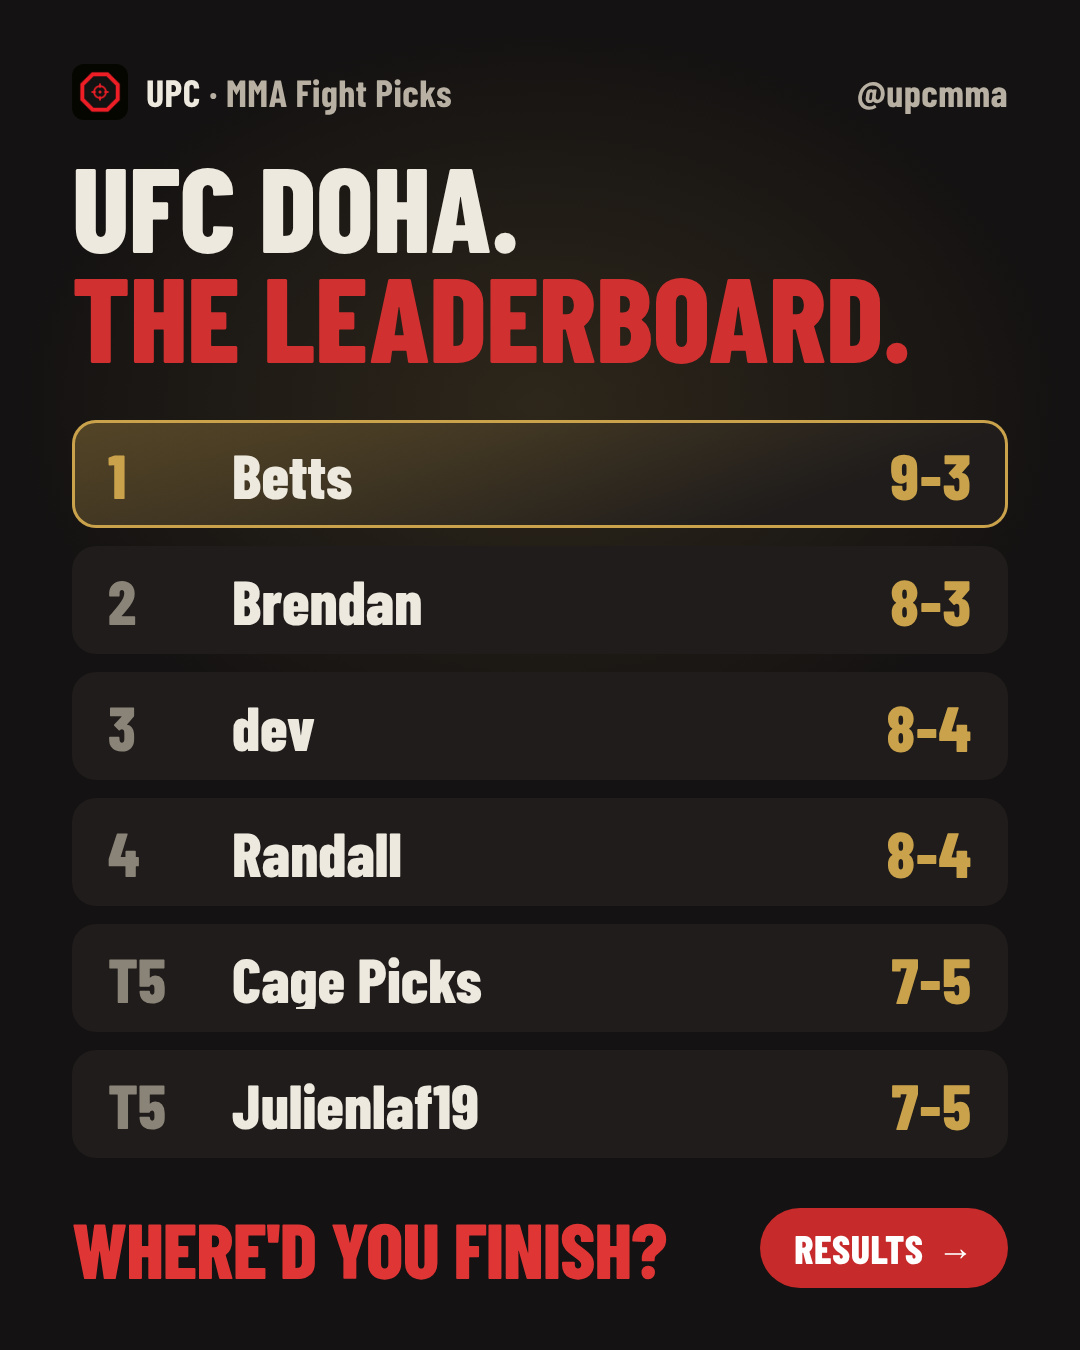 UPC · MMA Fight Picks
@upcmma
UFC DOHA.
THE LEADERBOARD.
1 Betts 9-3
2 Brendan 8-3
3 dev 8-4
4 Randall 8-4
T5 Cage Picks 7-5
T5 Julienlaf19 7-5
WHERE'D YOU FINISH?
RESULTS →